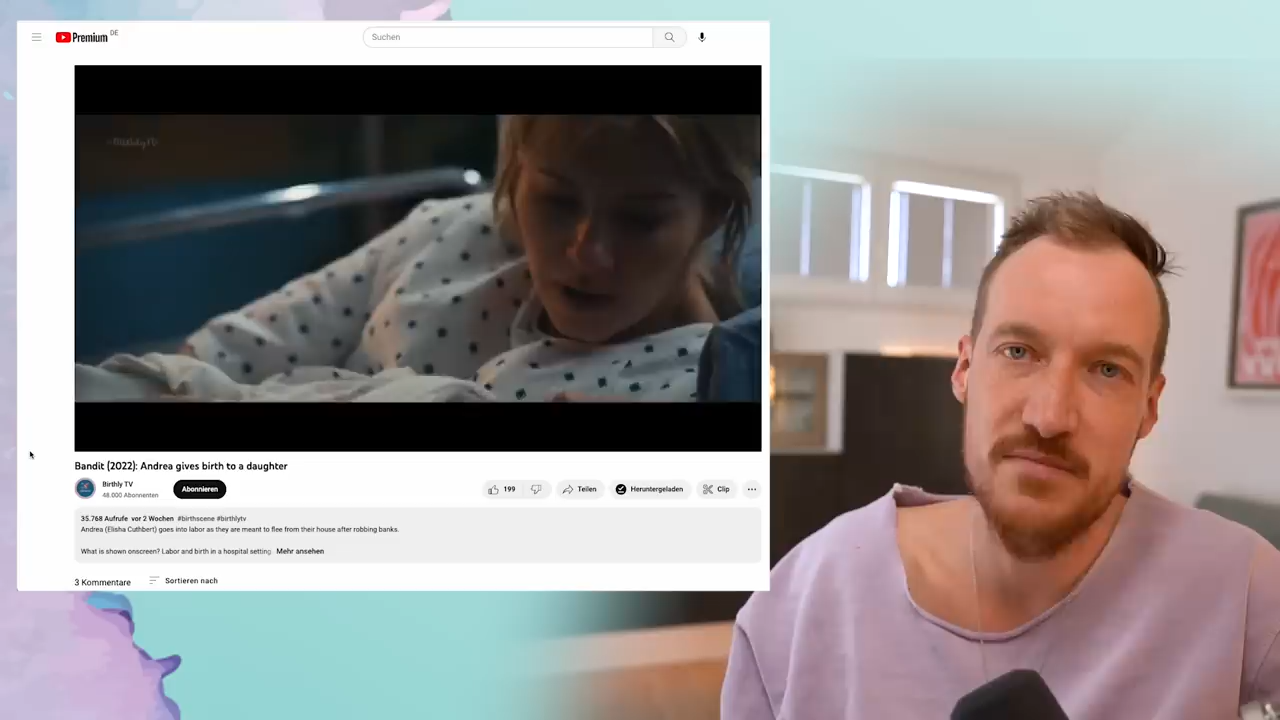 Premium DE
Suchen
Bandit (2022): Andrea gives birth to a daughter
Birthly TV
48.000 Abonnenten
Abonnieren
199
Teilen
Heruntergeladen
Clip
35.768 Aufrufe vor 2 Wochen #birthscene #birthlytv
Andrea (Elisha Cuthbert) goes into labor as they are meant to flee from their house after robbing banks.
What is shown onscreen? Labor and birth in a hospital setting. Mehr ansehen
3 Kommentare
Sortieren nach